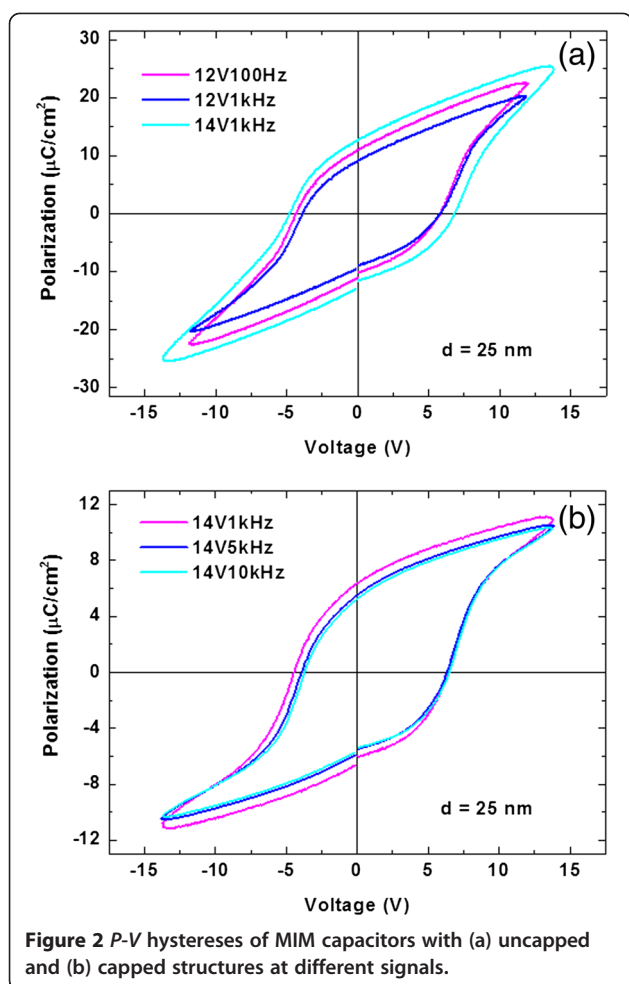 30
20
10
0
-10
-20
-30
Polarization (μC/cm²)
12V100Hz
12V1kHz
14V1kHz
(a)
d = 25 nm
-15 -10 -5 0 5 10 15
Voltage (V)
12
8
4
0
-4
-8
-12
Polarization (μC/cm²)
14V1kHz
14V5kHz
14V10kHz
(b)
d = 25 nm
-15 -10 -5 0 5 10 15
Voltage (V)
Figure 2 P-V hystereses of MIM capacitors with (a) uncapped
and (b) capped structures at different signals.